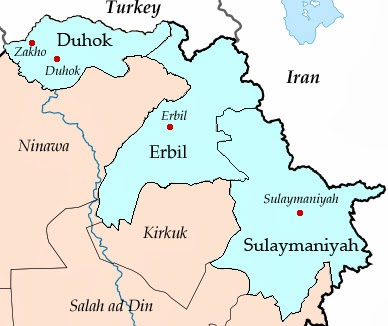 Turkey
Duhok
Zakho
Duhok
Iran
Erbil
Ninawa
Erbil
Sulaymaniyah
Kirkuk
Sulaymaniyah
Salah ad Din